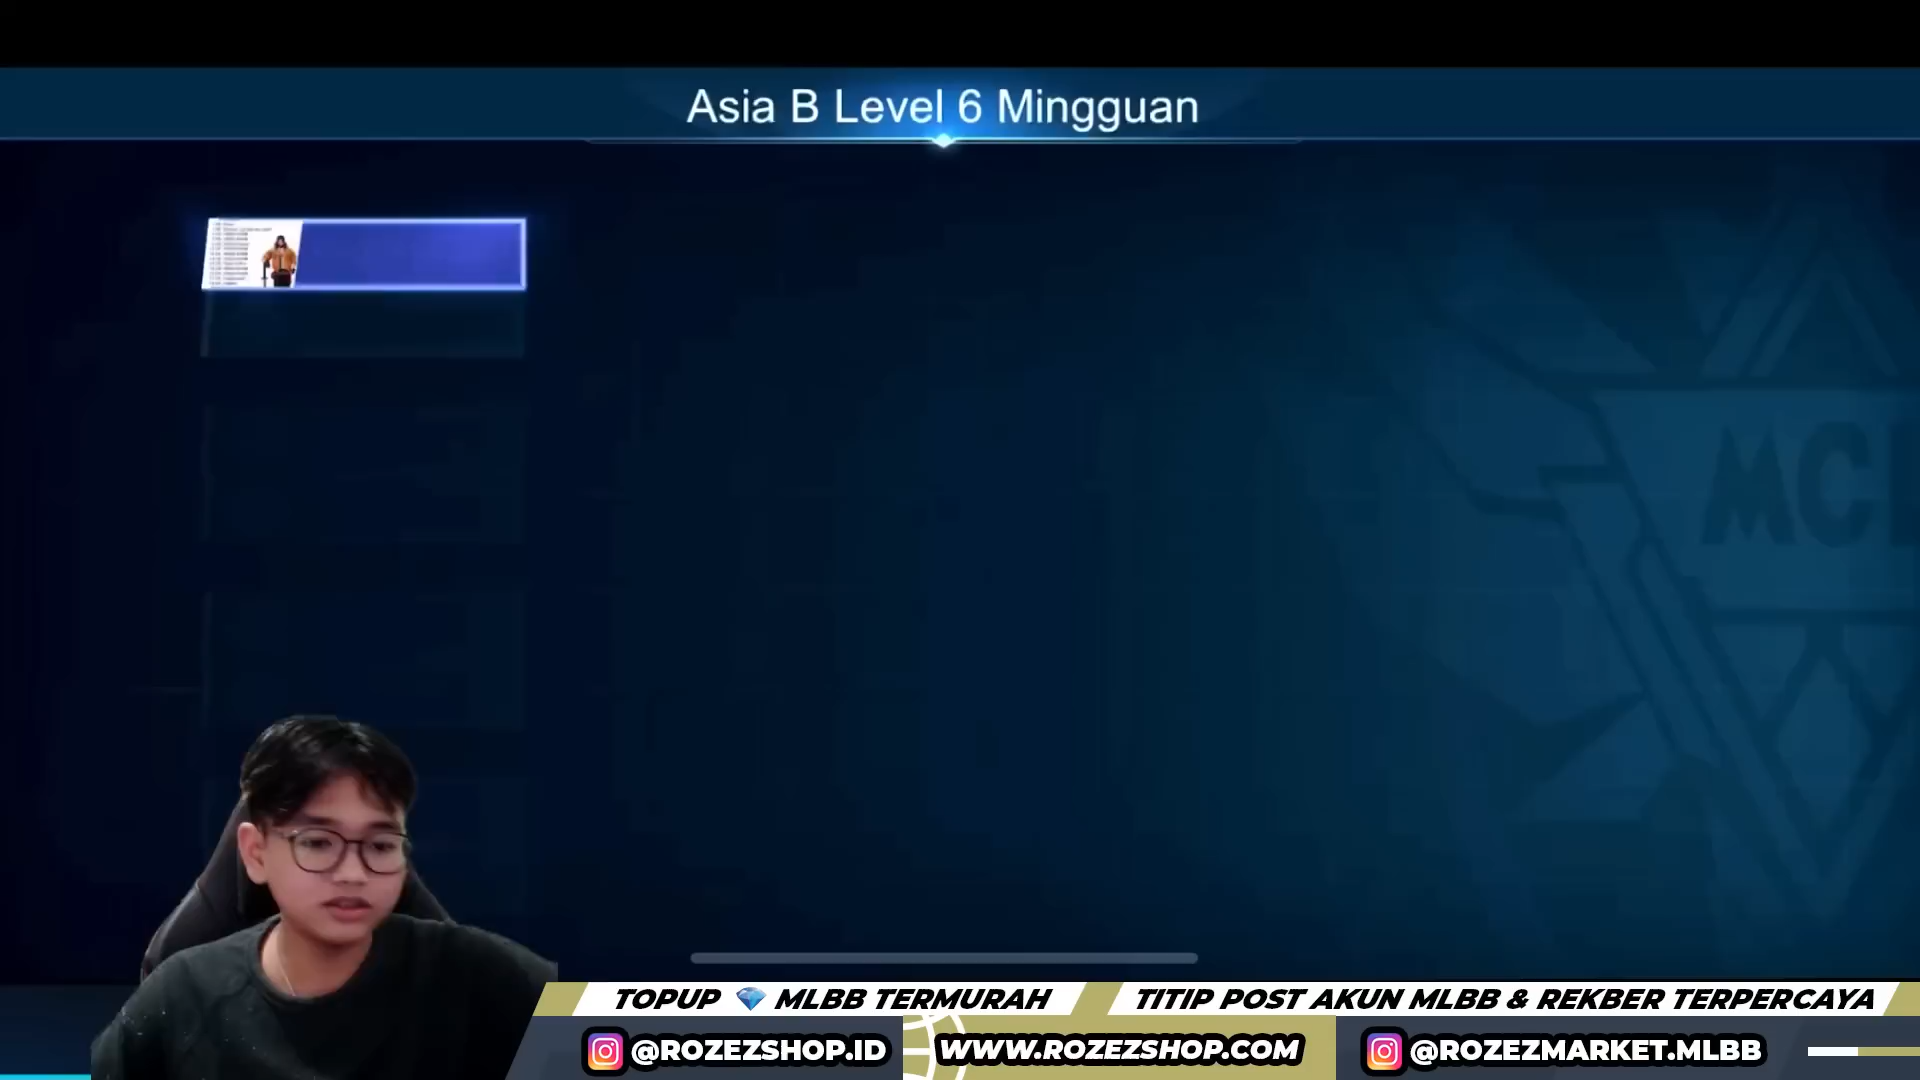 Asia B Level 6 Mingguan
MC
TOPUP 💎 MLBB TERMURAH
TITIP POST AKUN MLBB & REKBER TERPERCAYA
@ROZEZSHOP.ID
WWW.ROZEZSHOP.COM
@ROZEZMARKET.MLBB